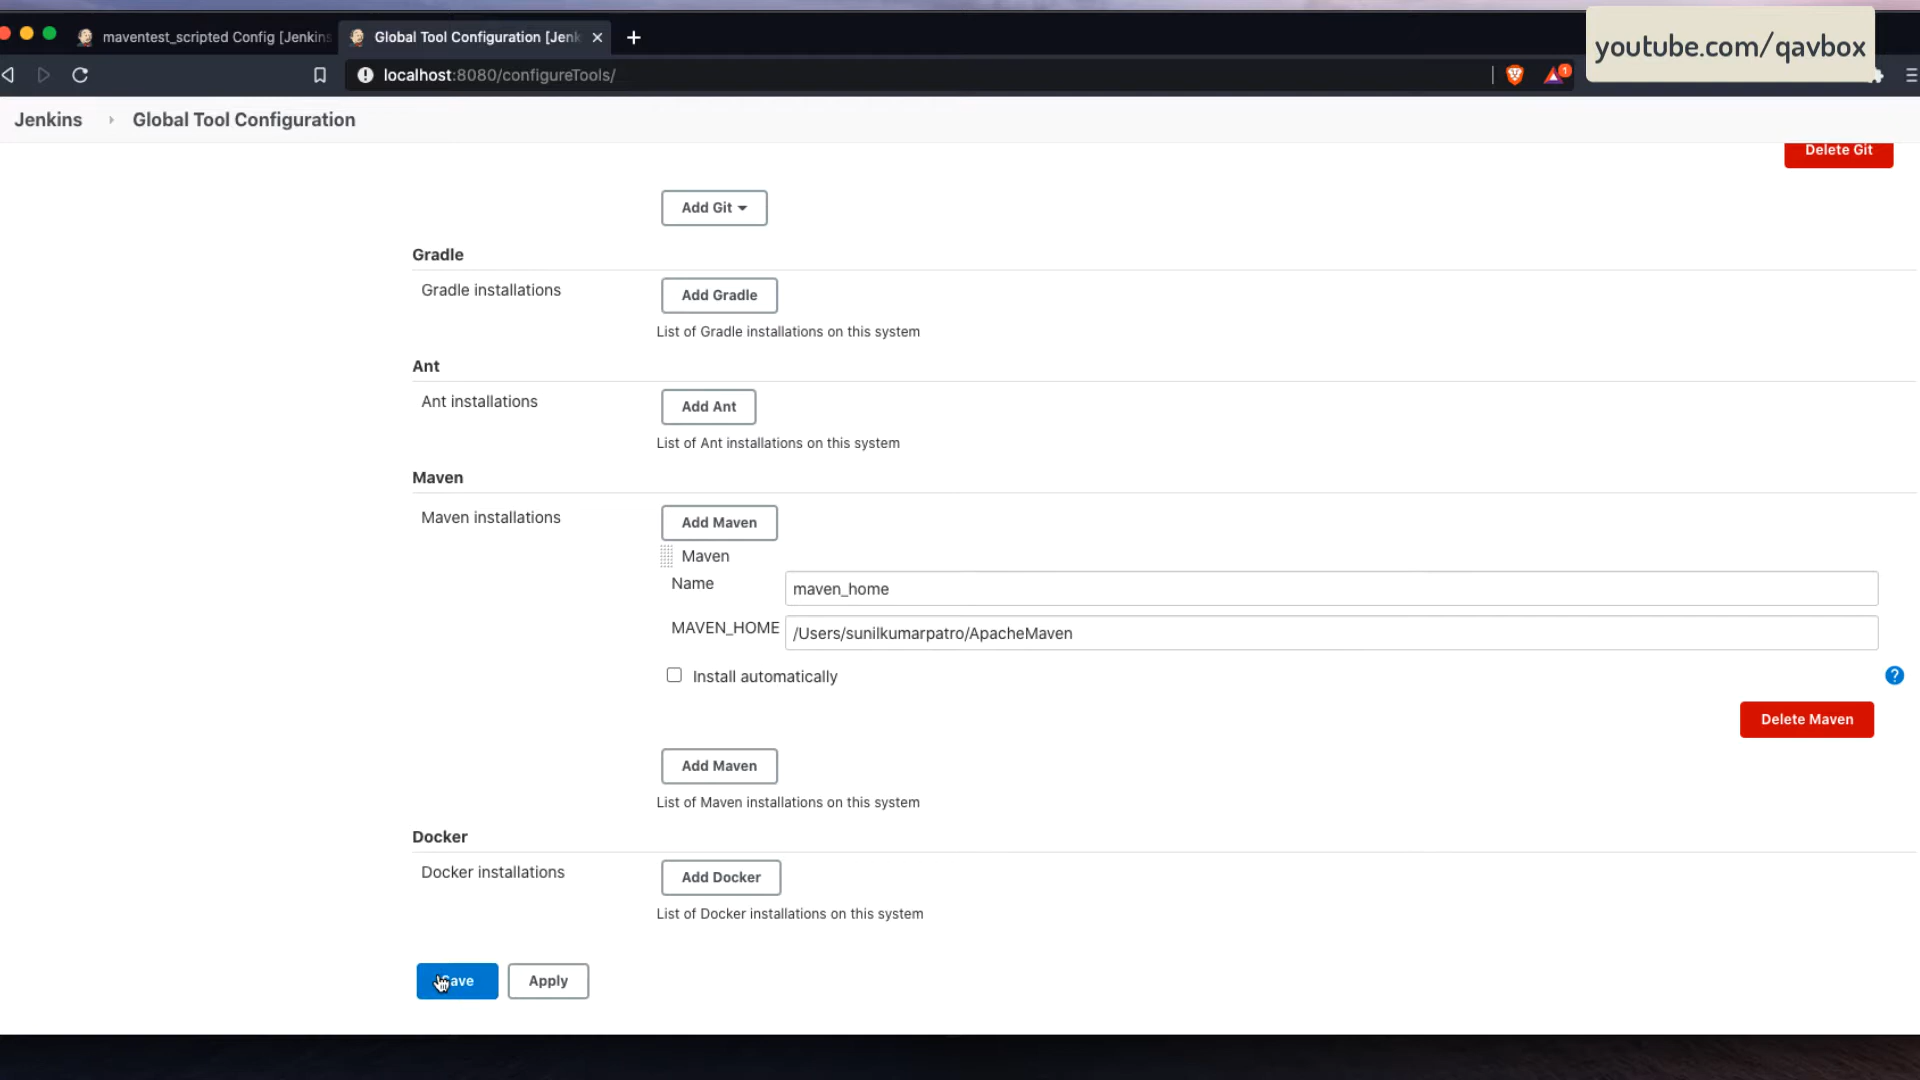 maventest_scripted Config [Jenkins
Global Tool Configuration [Jenk
youtube.com/qavbox
localhost:8080/configureTools/
1
Jenkins
Global Tool Configuration
Delete Git
Add Git
Gradle
Gradle installations
Add Gradle
List of Gradle installations on this system
Ant
Ant installations
Add Ant
List of Ant installations on this system
Maven
Maven installations
Add Maven
Maven
Name
maven_home
MAVEN_HOME
/Users/sunilkumarpatro/ApacheMaven
Install automatically
?
Delete Maven
Add Maven
List of Maven installations on this system
Docker
Docker installations
Add Docker
List of Docker installations on this system
Save
Apply